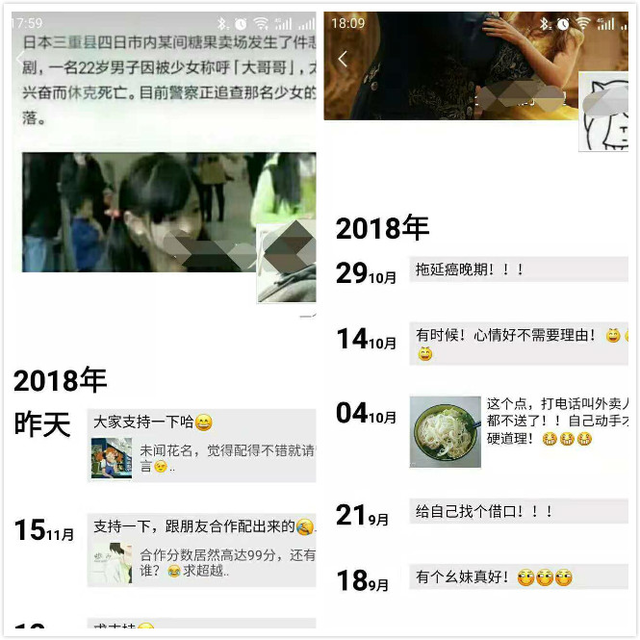 17:59
日本三重县四日市内某间糖果卖场发生了件悲
剧，一名22岁男子因被少女称呼「大哥哥」，太
兴奋而休克死亡。目前警察正追查那名少女的
落。
2018年
昨天
大家支持一下哈
未闻花名，觉得配得不错就请
言..
15 11月
支持一下，跟朋友合作配出来的
合作分数居然高达99分，还有
谁？求超越..
18:09
2018年
29 10月
拖延癌晚期！！！
14 10月
有时候！心情好不需要理由！
04 10月
这个点，打电话叫外卖人
都不送了！！自己动手才
硬道理！
21 9月
给自己找个借口！！！
18 9月
有个幺妹真好！